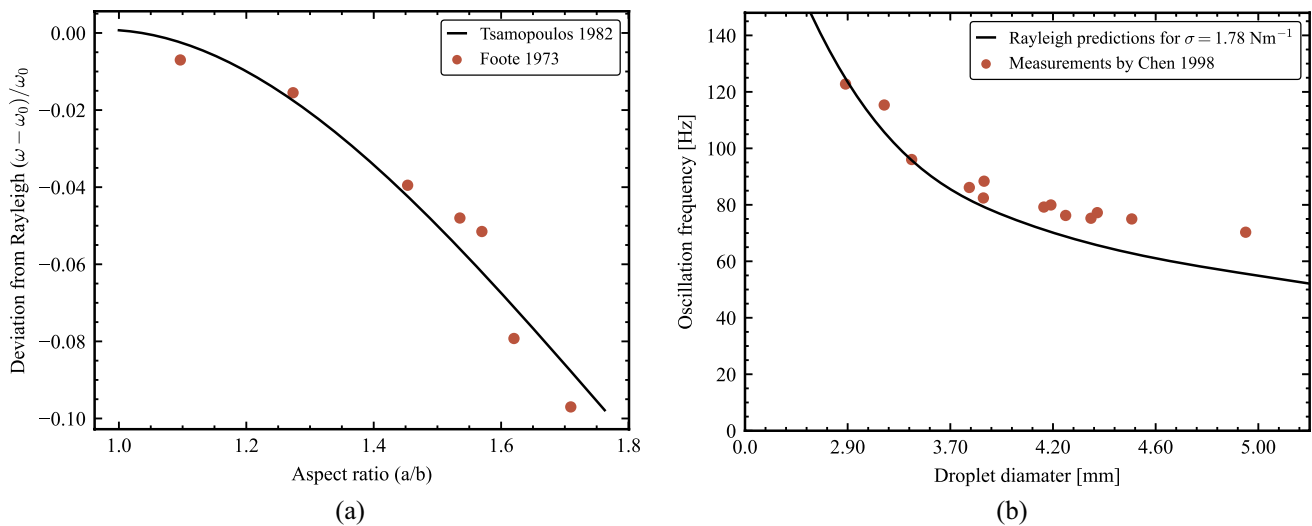 Deviation from Rayleigh (ω − ω₀)/ω₀
0.00
−0.02
−0.04
−0.06
−0.08
−0.10
Tsamopoulos 1982
Foote 1973
1.0 1.2 1.4 1.6 1.8
Aspect ratio (a/b)
(a)
Oscillation frequency [Hz]
140
120
100
80
60
40
20
0
Rayleigh predictions for σ = 1.78 Nm⁻¹
Measurements by Chen 1998
0.0 2.90 3.70 4.20 4.60 5.00
Droplet diamater [mm]
(b)